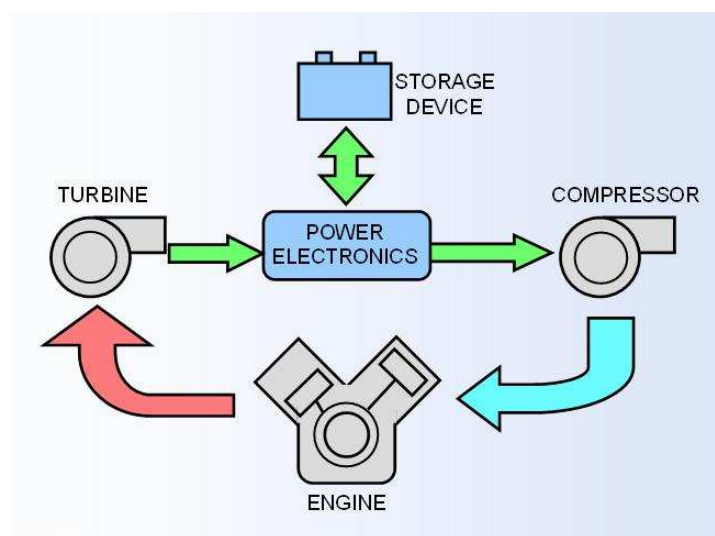 STORAGE
DEVICE
TURBINE
COMPRESSOR
POWER
ELECTRONICS
ENGINE